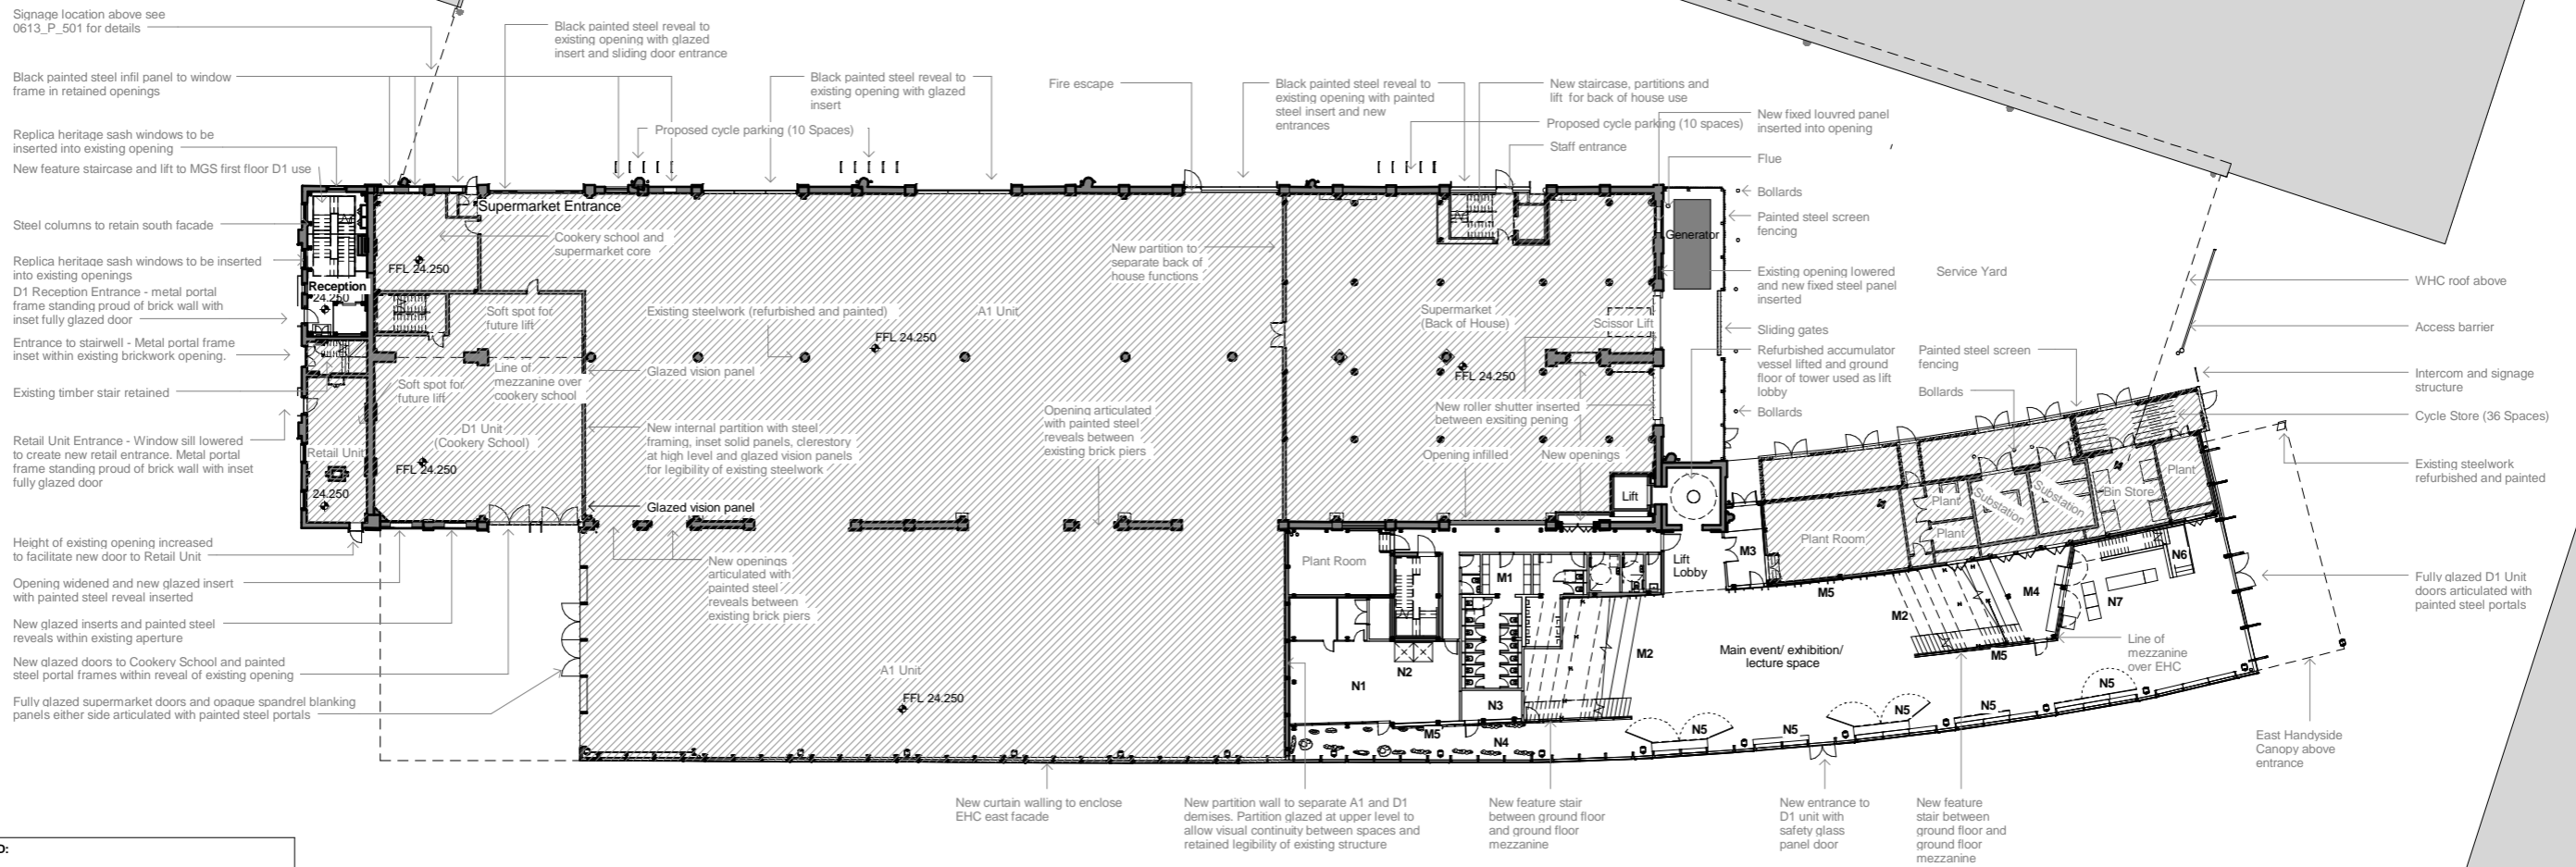 Signage location above see
0613_P_501 for details
Black painted steel infil panel to window
frame in retained openings
Replica heritage sash windows to be
inserted into existing opening
New feature staircase and lift to MGS first floor D1 use
Steel columns to retain south facade
Replica heritage sash windows to be inserted
into existing openings
D1 Reception Entrance - metal portal
frame standing proud of brick wall with
inset fully glazed door
Entrance to stairwell - Metal portal frame
inset within existing brickwork opening.
Existing timber stair retained
Retail Unit Entrance - Window sill lowered
to create new retail entrance. Metal portal
frame standing proud of brick wall with inset
fully glazed door
Height of existing opening increased
to facilitate new door to Retail Unit
Opening widened and new glazed insert
with painted steel reveal inserted
New glazed inserts and painted steel
reveals within existing aperture
New glazed doors to Cookery School and painted
steel portal frames within reveal of existing opening
Fully glazed supermarket doors and opaque spandrel blanking
panels either side articulated with painted steel portals
Black painted steel reveal to
existing opening with glazed
insert and sliding door entrance
Proposed cycle parking (10 Spaces)
Black painted steel reveal to
existing opening with glazed
insert
Fire escape
Black painted steel reveal to
existing opening with painted
steel insert and new
entrances
New staircase, partitions and
lift for back of house use
Proposed cycle parking (10 spaces)
Staff entrance
New fixed louvred panel
inserted into opening
Flue
Bollards
Painted steel screen
fencing
Existing opening lowered
and new fixed steel panel
inserted
Service Yard
Sliding gates
Refurbished accumulator
vessel lifted and ground
floor of tower used as lift
lobby
Bollards
Painted steel screen
fencing
Bollards
WHC roof above
Access barrier
Intercom and signage
structure
Cycle Store (36 Spaces)
Existing steelwork
refurbished and painted
Fully glazed D1 Unit
doors articulated with
painted steel portals
East Handyside
Canopy above
entrance
Supermarket Entrance
Cookery school and
supermarket core
FFL 24.250
Reception
24.250
Soft spot for
future lift
Existing steelwork (refurbished and painted)
A1 Unit
FFL 24.250
New partition to
separate back of
house functions
Supermarket
(Back of House)
Scissor Lift
FFL 24.250
Generator
Line of
mezzanine over
cookery school
Glazed vision panel
Soft spot for
future lift
D1 Unit
(Cookery School)
FFL 24.250
Retail Unit
24.250
New internal partition with steel
framing, inset solid panels, clerestory
at high level and glazed vision panels
for legibility of existing steelwork
Glazed vision panel
Opening articulated
with painted steel
reveals between
existing brick piers
New roller shutter inserted
between exsiting pening
Opening infilled
New openings
Lift
New openings
articulated with
painted steel
reveals between
existing brick piers
A1 Unit
FFL 24.250
Plant Room
M1
N1
N2
N3
M5
N4
M2
Lift
Lobby
M3
Plant Room
Plant
Plant
Substation
Substation
Bin Store
Plant
M5
M2
M4
N7
N6
M5
Line of
mezzanine
over EHC
Main event/ exhibition/
lecture space
N5
N5
N5
N5
N5
New curtain walling to enclose
EHC east facade
New partition wall to separate A1 and D1
demises. Partition glazed at upper level to
allow visual continuity between spaces and
retained legibility of existing structure
New feature stair
between ground floor
and ground floor
mezzanine
New entrance to
D1 unit with
safety glass
panel door
New feature
stair between
ground floor and
ground floor
mezzanine